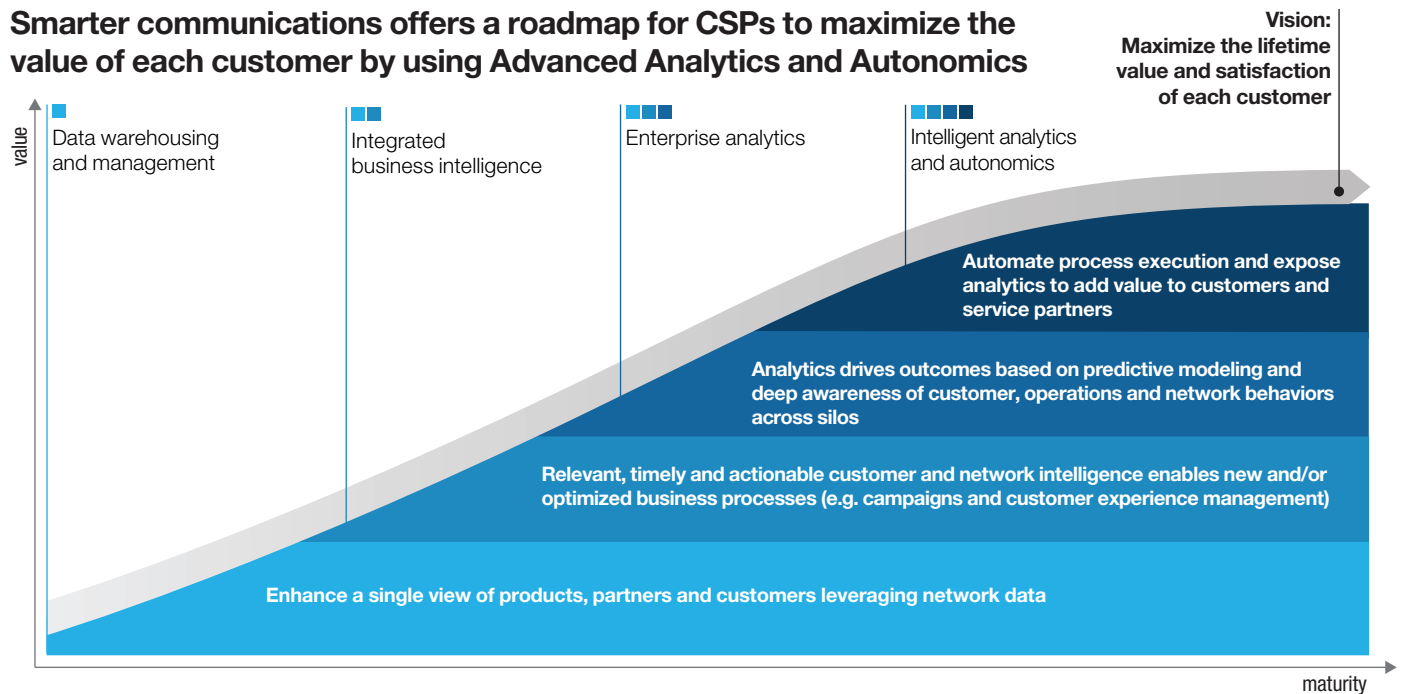 Smarter communications offers a roadmap for CSPs to maximize the
value of each customer by using Advanced Analytics and Autonomics
Vision:
Maximize the lifetime
value and satisfaction
of each customer
value
Data warehousing
and management
Integrated
business intelligence
Enterprise analytics
Intelligent analytics
and autonomics
Automate process execution and expose
analytics to add value to customers and
service partners
Analytics drives outcomes based on predictive modeling and
deep awareness of customer, operations and network behaviors
across silos
Relevant, timely and actionable customer and network intelligence enables new and/or
optimized business processes (e.g. campaigns and customer experience management)
Enhance a single view of products, partners and customers leveraging network data
maturity